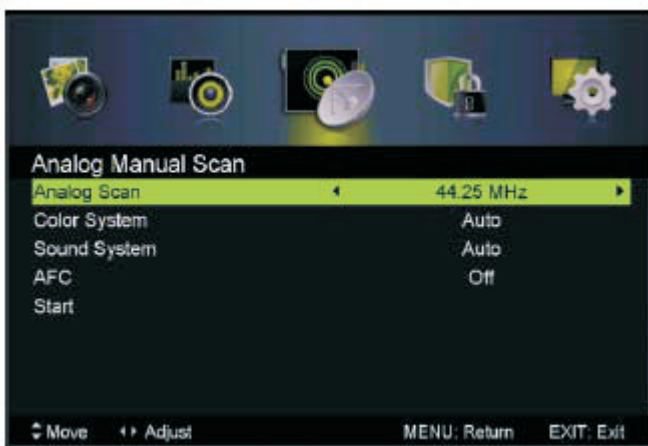 Analog Manual Scan
Analog Scan 44.25 MHz
Color System Auto
Sound System Auto
AFC Off
Start
Move Adjust MENU: Return EXIT: Exit